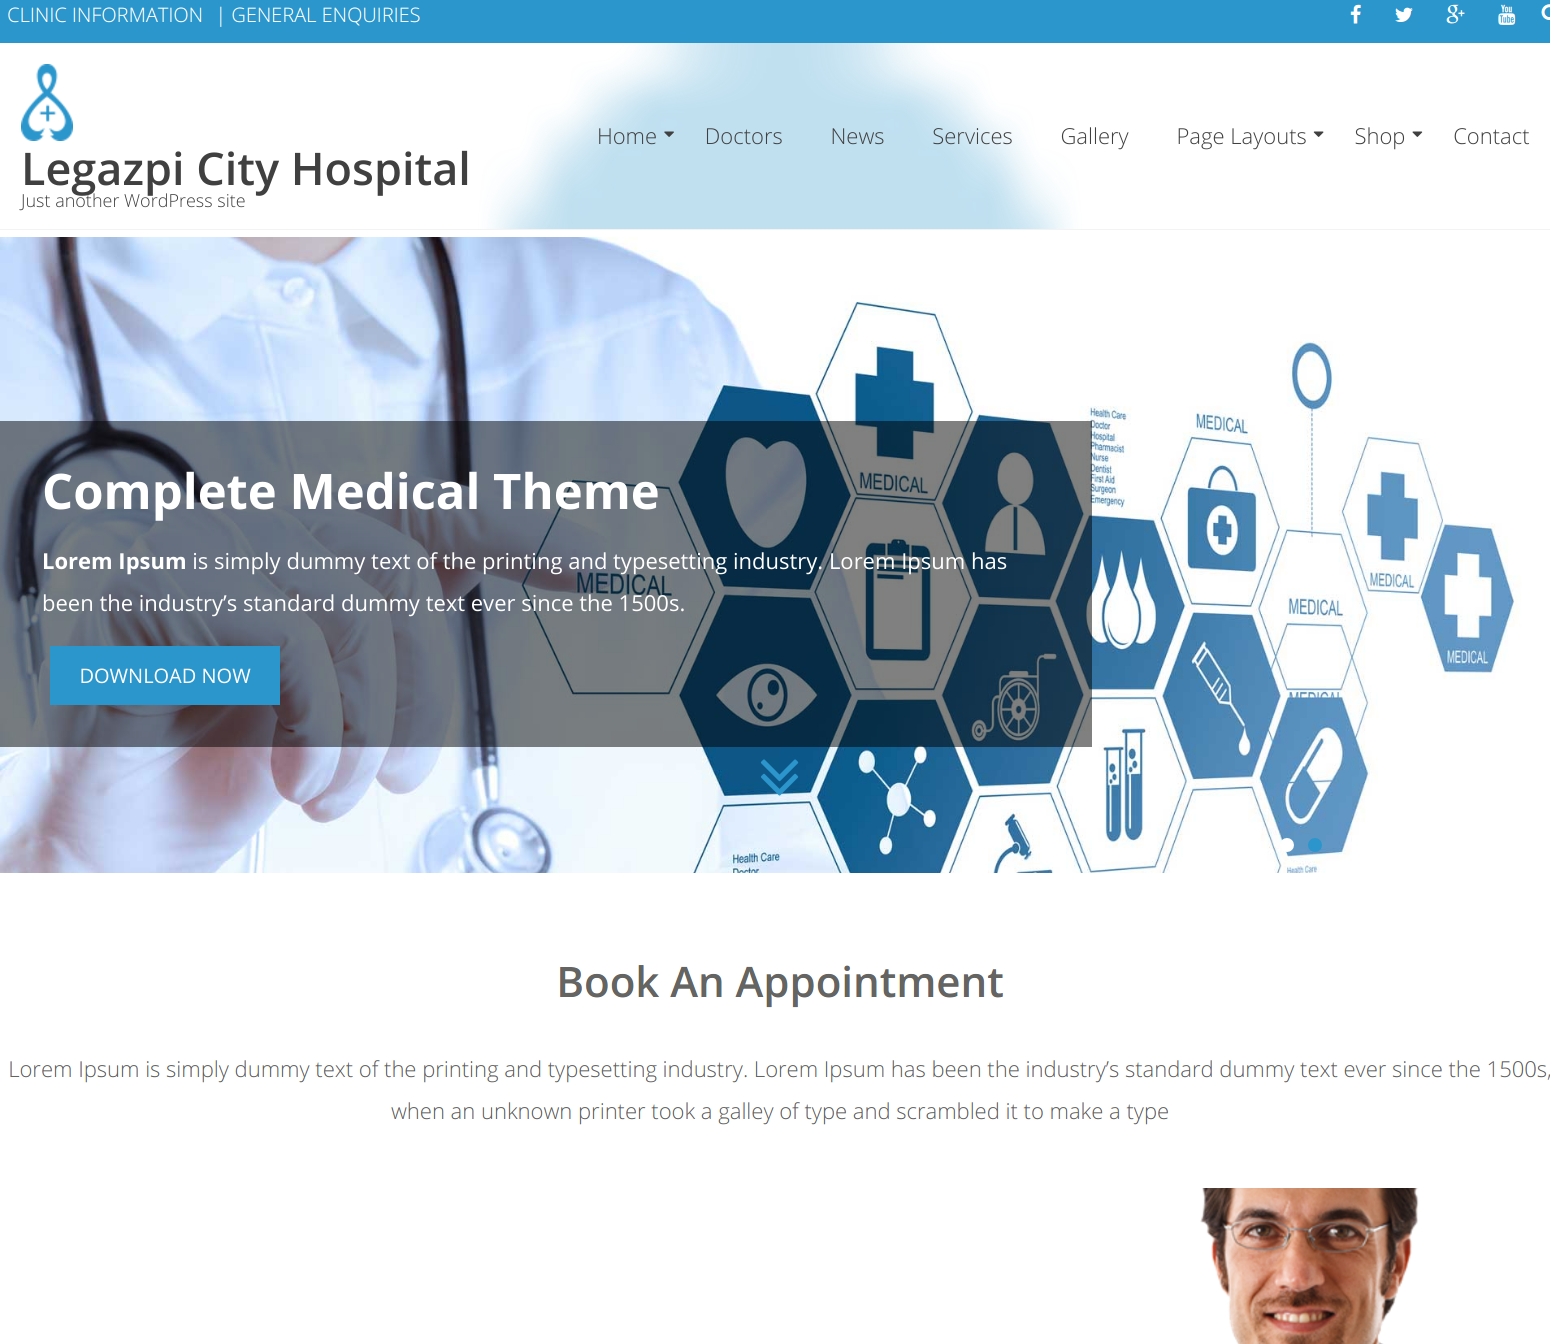 CLINIC INFORMATION | GENERAL ENQUIRIES
Legazpi City Hospital
Just another WordPress site
Home
Doctors
News
Services
Gallery
Page Layouts
Shop
Contact
MEDICAL
Health Care
Doctor
Hospital
Pharmacist
Nurse
Dentist
First Aid
Surgeon
Emergency
MEDICAL
MEDICAL
MEDICAL
MEDICAL
MEDICAL
MEDICAL
MEDICAL
Complete Medical Theme
Lorem Ipsum is simply dummy text of the printing and typesetting industry. Lorem Ipsum has
been the industry’s standard dummy text ever since the 1500s.
DOWNLOAD NOW
Health Care
Doctor
Health Care
Book An Appointment
Lorem Ipsum is simply dummy text of the printing and typesetting industry. Lorem Ipsum has been the industry’s standard dummy text ever since the 1500s,
when an unknown printer took a galley of type and scrambled it to make a type